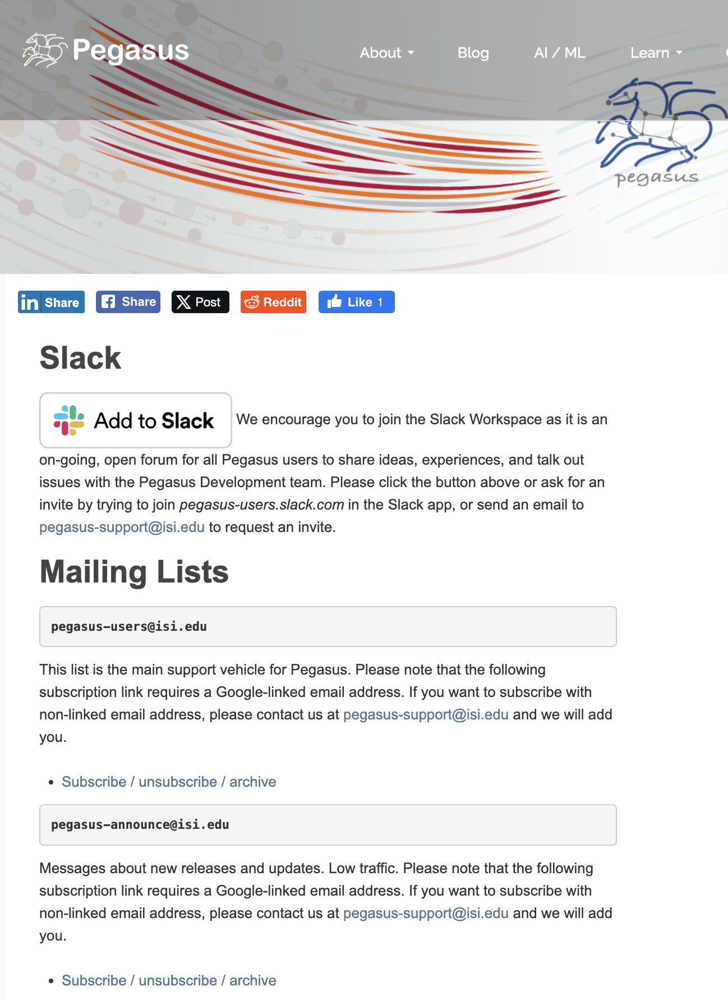 Pegasus
About
Blog
AI / ML
Learn
pegasus
in Share
Share
Post
Reddit
Like 1
Slack
Add to Slack We encourage you to join the Slack Workspace as it is an
on-going, open forum for all Pegasus users to share ideas, experiences, and talk out
issues with the Pegasus Development team. Please click the button above or ask for an
invite by trying to join pegasus-users.slack.com in the Slack app, or send an email to
pegasus-support@isi.edu to request an invite.
Mailing Lists
pegasus-users@isi.edu
This list is the main support vehicle for Pegasus. Please note that the following
subscription link requires a Google-linked email address. If you want to subscribe with
non-linked email address, please contact us at pegasus-support@isi.edu and we will add
you.
• Subscribe / unsubscribe / archive
pegasus-announce@isi.edu
Messages about new releases and updates. Low traffic. Please note that the following
subscription link requires a Google-linked email address. If you want to subscribe with
non-linked email address, please contact us at pegasus-support@isi.edu and we will add
you.
• Subscribe / unsubscribe / archive